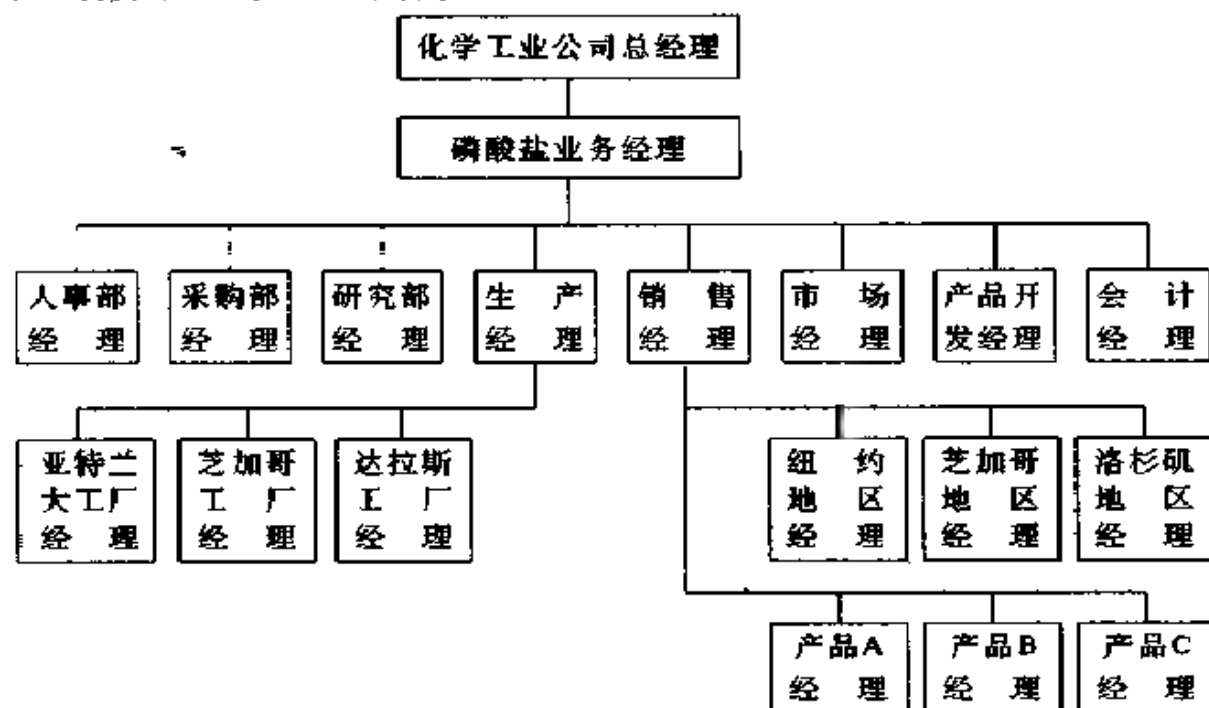 化学工业公司总经理
磷酸盐业务经理
人事部
经理
采购部
经理
研究部
经理
生产
经理
销售
经理
市场
经理
产品开
发经理
会计
经理
亚特兰
大工厂
经理
芝加哥
工厂
经理
达拉斯
工厂
经理
纽约
地区
经理
芝加哥
地区
经理
洛杉矶
地区
经理
产品A
经理
产品B
经理
产品C
经理